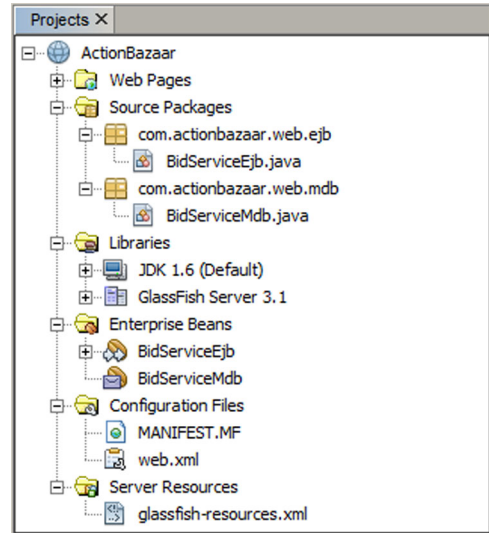 Projects X
ActionBazaar
Web Pages
Source Packages
com.actionbazaar.web.ejb
BidServiceEjb.java
com.actionbazaar.web.mdb
BidServiceMdb.java
Libraries
JDK 1.6 (Default)
GlassFish Server 3.1
Enterprise Beans
BidServiceEjb
BidServiceMdb
Configuration Files
MANIFEST.MF
web.xml
Server Resources
glassfish-resources.xml